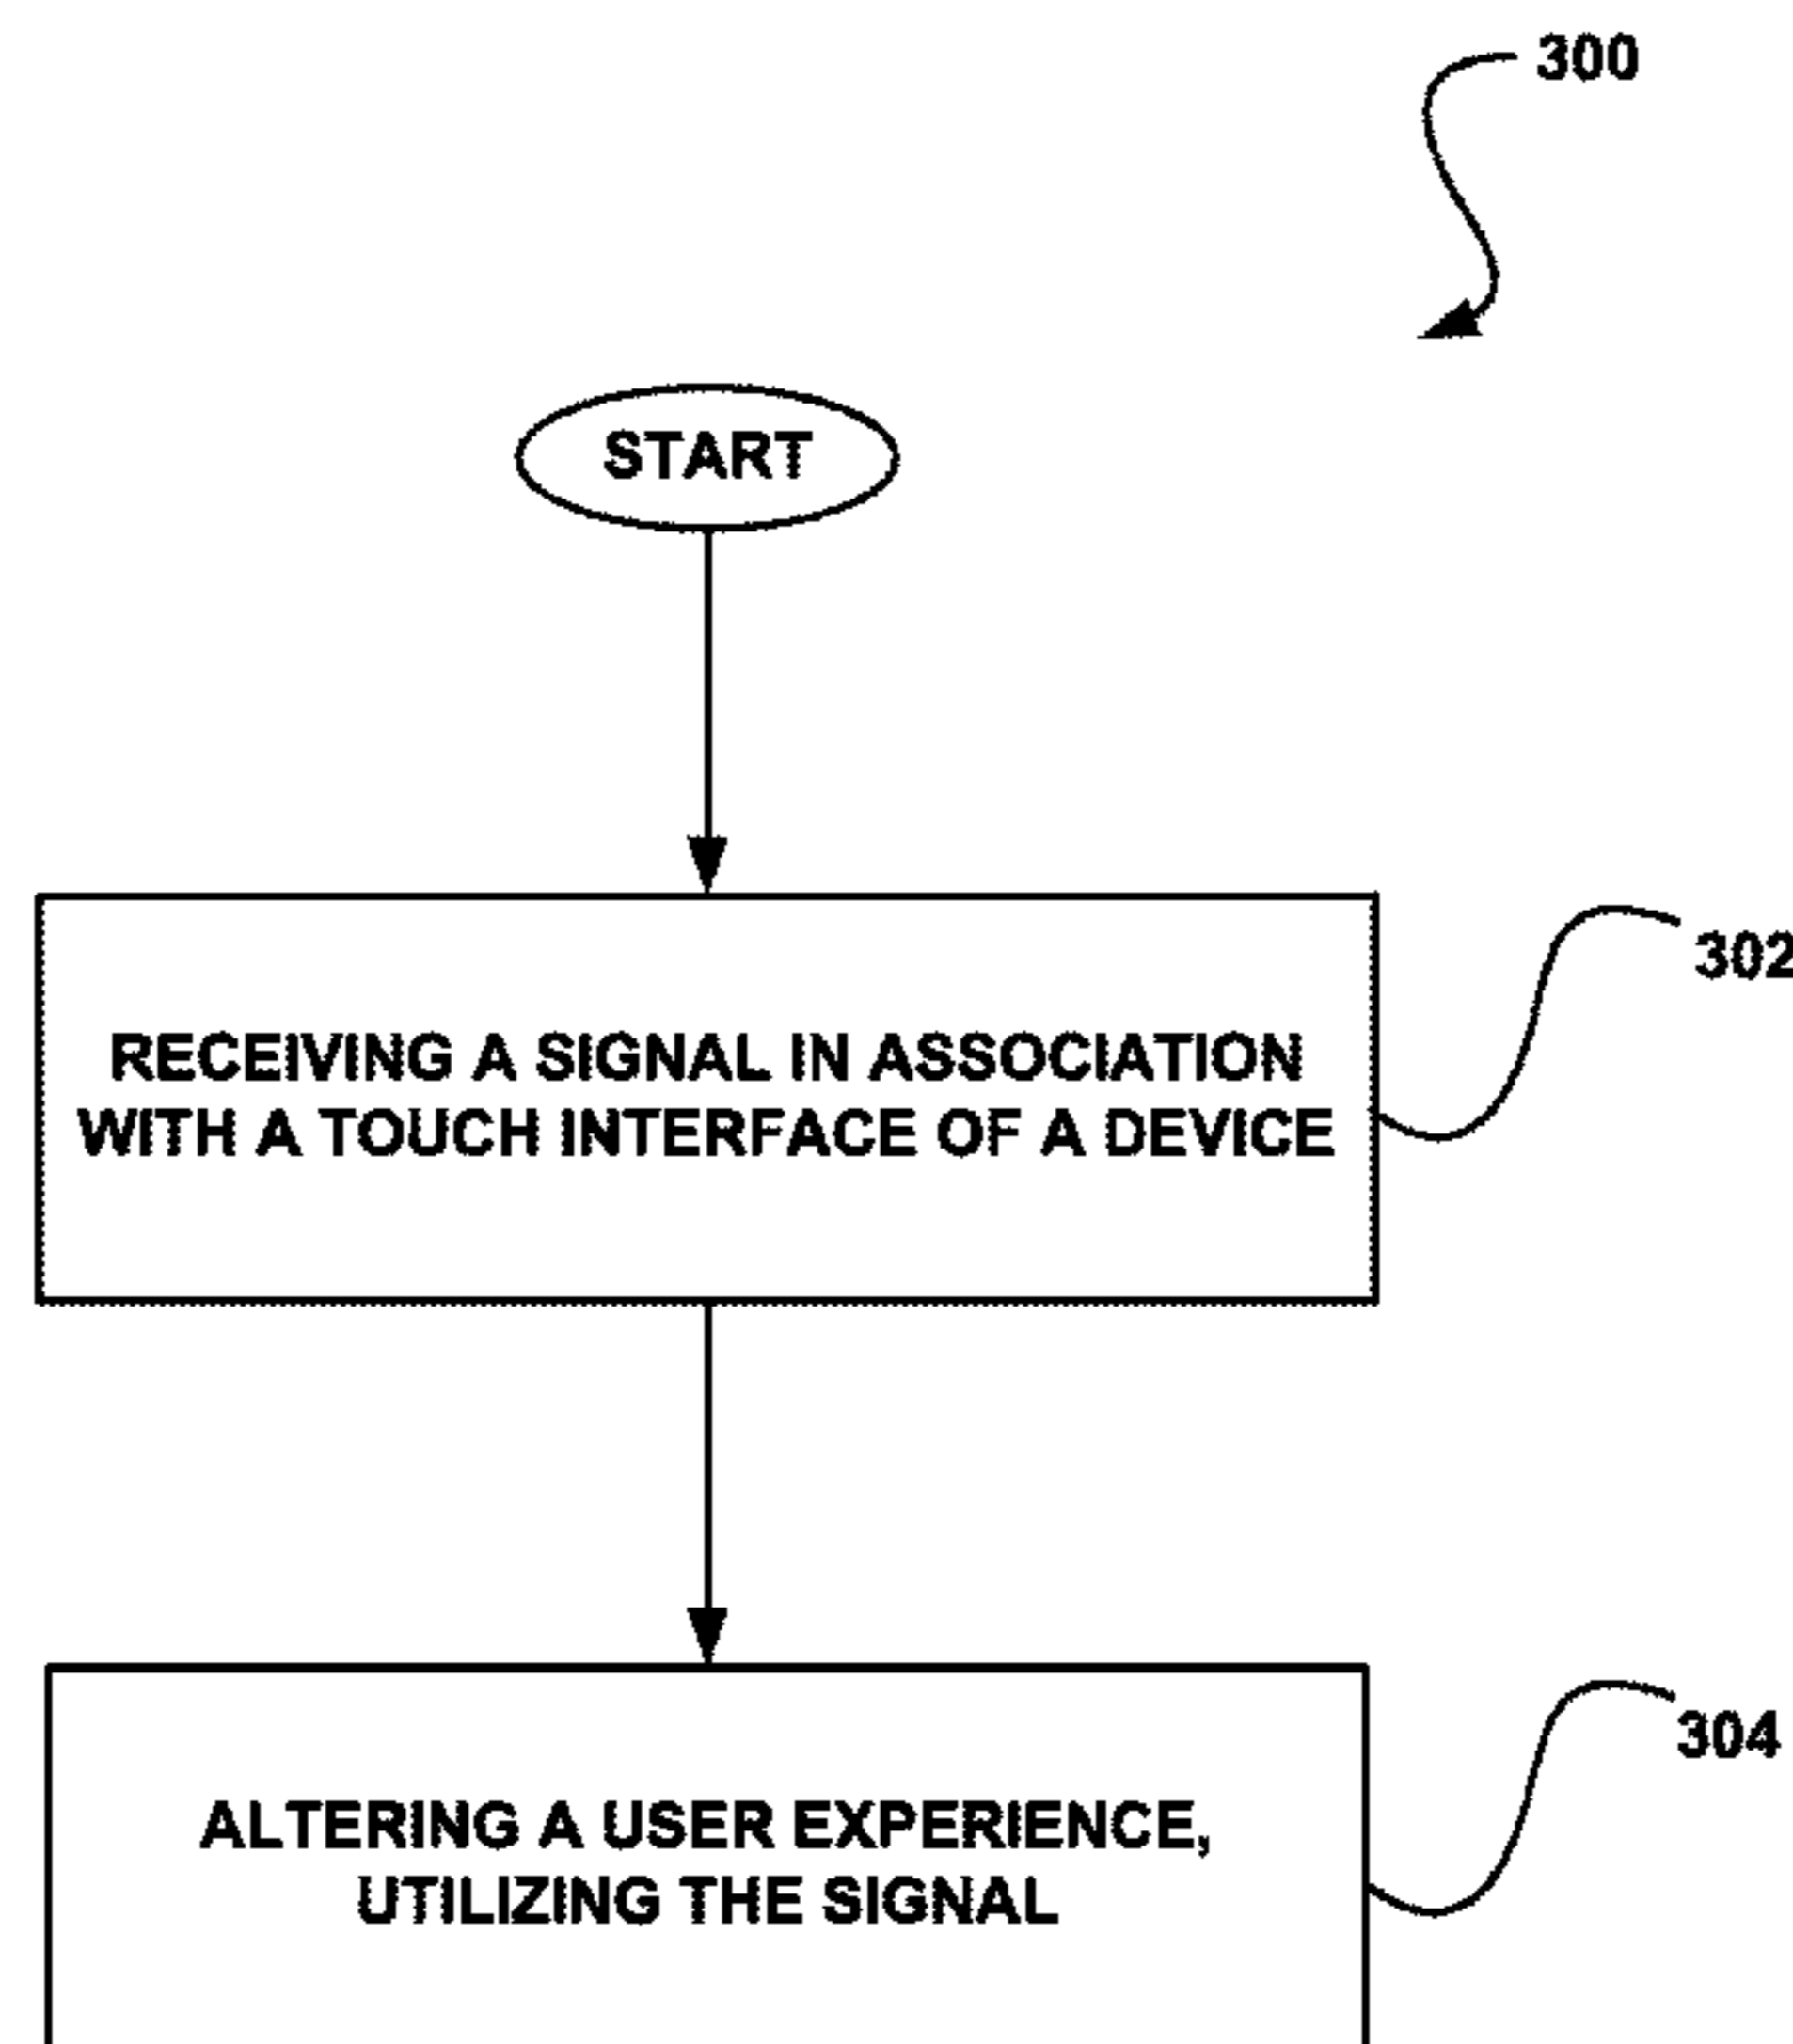 300
START
302
RECEIVING A SIGNAL IN ASSOCIATION
WITH A TOUCH INTERFACE OF A DEVICE
304
ALTERING A USER EXPERIENCE,
UTILIZING THE SIGNAL